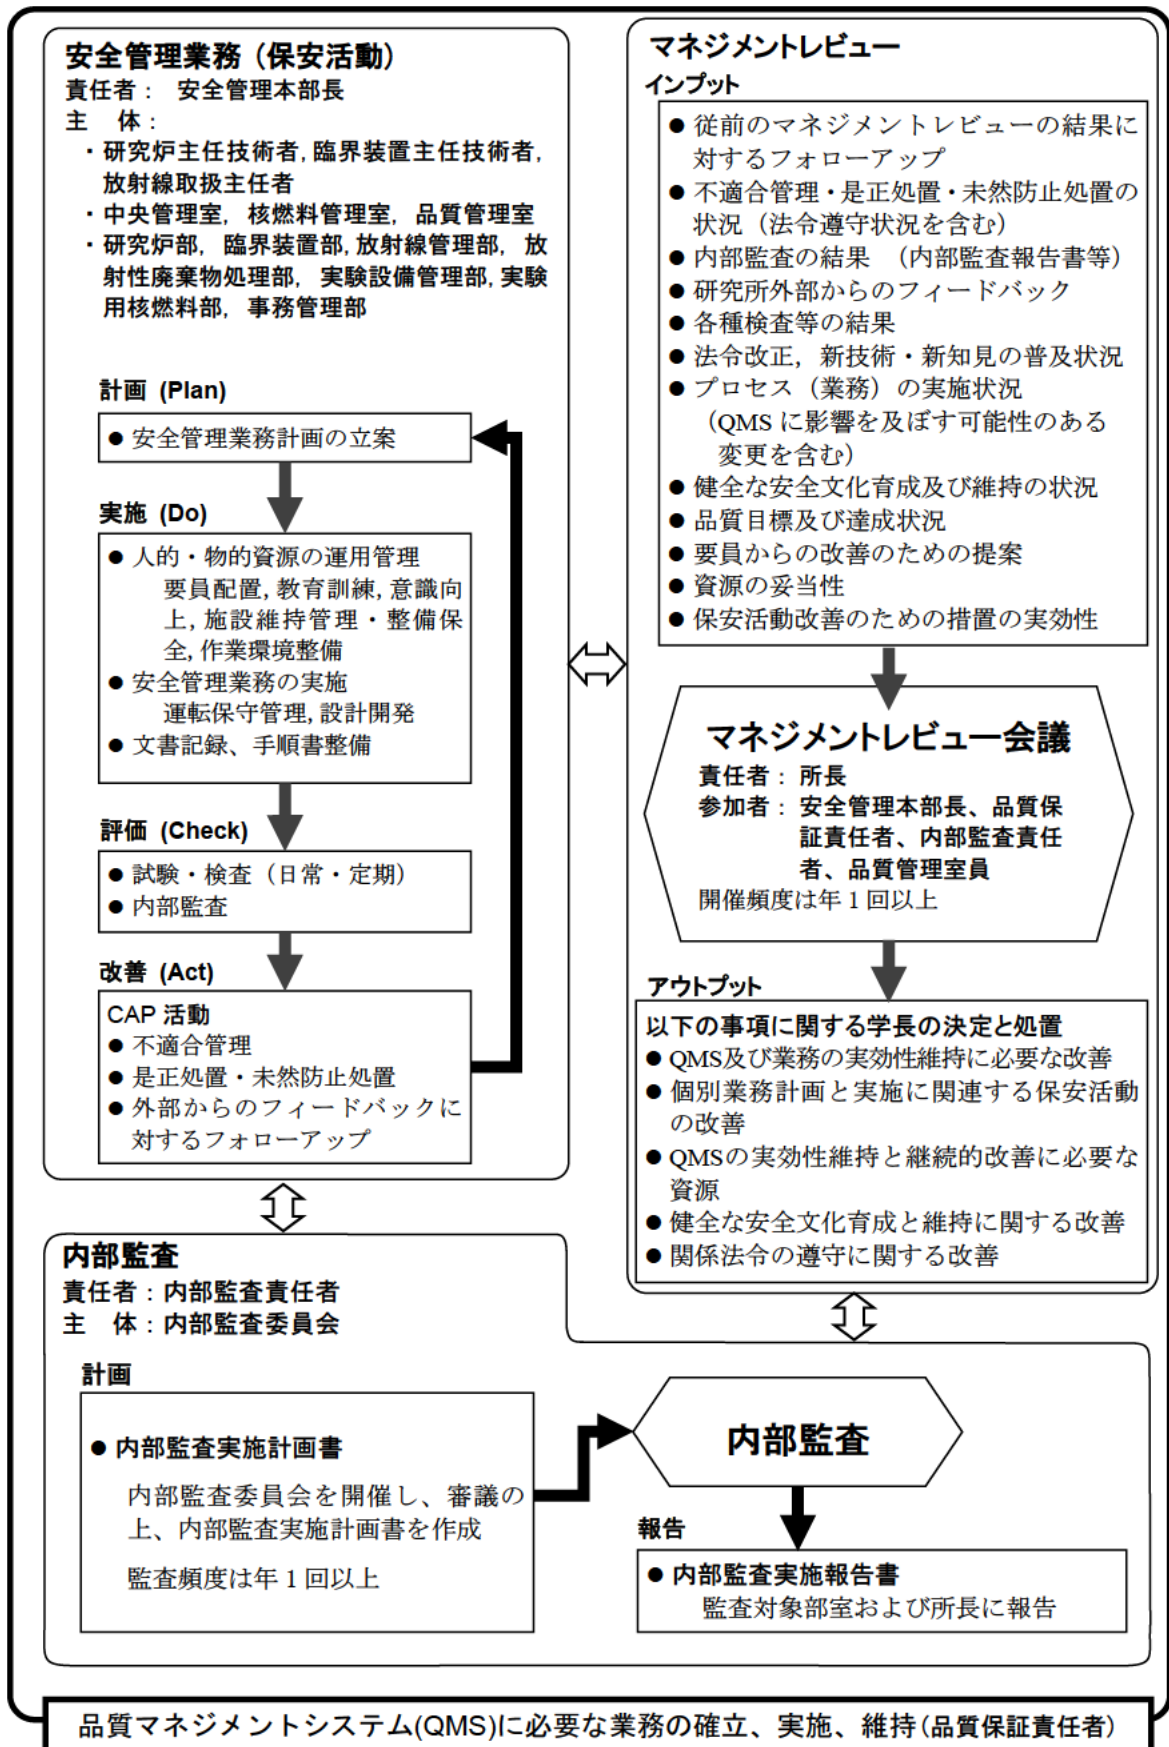 安全管理業務（保安活動）
責任者： 安全管理本部長
主　体：
・研究炉主任技術者，臨界装置主任技術者，
放射線取扱主任者
・中央管理室，核燃料管理室，品質管理室
・研究炉部，臨界装置部，放射線管理部，放
射性廃棄物処理部，実験設備管理部，実験
用核燃料部，事務管理部
計画 (Plan)
● 安全管理業務計画の立案
実施 (Do)
● 人的・物的資源の運用管理
要員配置，教育訓練，意識向
上，施設維持管理・整備保
全，作業環境整備
● 安全管理業務の実施
運転保守管理，設計開発
● 文書記録、手順書整備
評価 (Check)
● 試験・検査（日常・定期）
● 内部監査
改善 (Act)
CAP 活動
● 不適合管理
● 是正処置・未然防止処置
● 外部からのフィードバックに
対するフォローアップ
マネジメントレビュー
インプット
● 従前のマネジメントレビューの結果に
対するフォローアップ
● 不適合管理・是正処置・未然防止処置の
状況（法令遵守状況を含む）
● 内部監査の結果 （内部監査報告書等）
● 研究所外部からのフィードバック
● 各種検査等の結果
● 法令改正，新技術・新知見の普及状況
● プロセス（業務）の実施状況
（QMS に影響を及ぼす可能性のある
変更を含む）
● 健全な安全文化育成及び維持の状況
● 品質目標及び達成状況
● 要員からの改善のための提案
● 資源の妥当性
● 保安活動改善のための措置の実効性
マネジメントレビュー会議
責任者： 所長
参加者： 安全管理本部長、品質保
証責任者、内部監査責任
者、品質管理室員
開催頻度は年 1 回以上
アウトプット
以下の事項に関する学長の決定と処置
● QMS及び業務の実効性維持に必要な改善
● 個別業務計画と実施に関連する保安活動
の改善
● QMSの実効性維持と継続的改善に必要な
資源
● 健全な安全文化育成と維持に関する改善
● 関係法令の遵守に関する改善
内部監査
責任者：内部監査責任者
主　体：内部監査委員会
計画
● 内部監査実施計画書
内部監査委員会を開催し、審議の
上、内部監査実施計画書を作成
監査頻度は年 1 回以上
内部監査
報告
● 内部監査実施報告書
監査対象部室および所長に報告
品質マネジメントシステム(QMS)に必要な業務の確立、実施、維持(品質保証責任者)